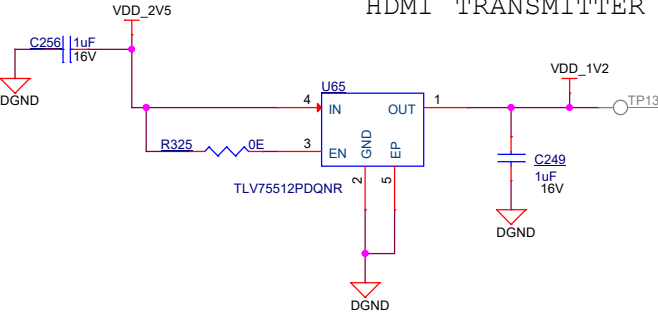 HDMI TRANSMITTER
VDD_2V5
C256
1uF
16V
DGND
VDD_1V2
U65
4
IN
OUT
1
TP13
R325
0E
3
EN
GND
EP
C249
1uF
16V
TLV75512PDQNR
2
5
DGND
DGND